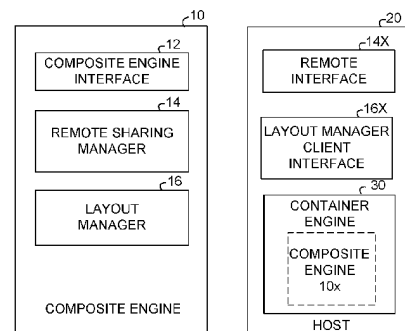 10
12
COMPOSITE ENGINE
INTERFACE
14
REMOTE SHARING
MANAGER
16
LAYOUT
MANAGER
COMPOSITE ENGINE
20
14X
REMOTE
INTERFACE
16X
LAYOUT MANAGER
CLIENT
INTERFACE
30
CONTAINER
ENGINE
COMPOSITE
ENGINE
10x
HOST